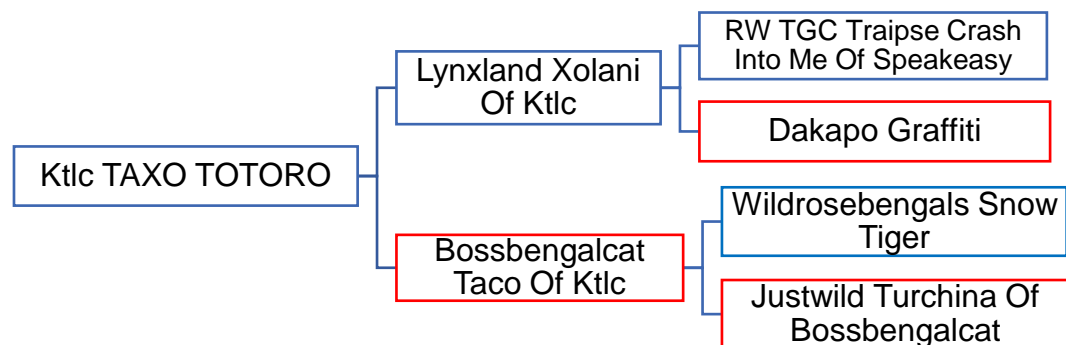 RW TGC Traipse Crash
Into Me Of Speakeasy
Lynxland Xolani
Of Ktlc
Dakapo Graffiti
Ktlc TAXO TOTORO
Wildrosebengals Snow
Tiger
Bossbengalcat
Taco Of Ktlc
Justwild Turchina Of
Bossbengalcat